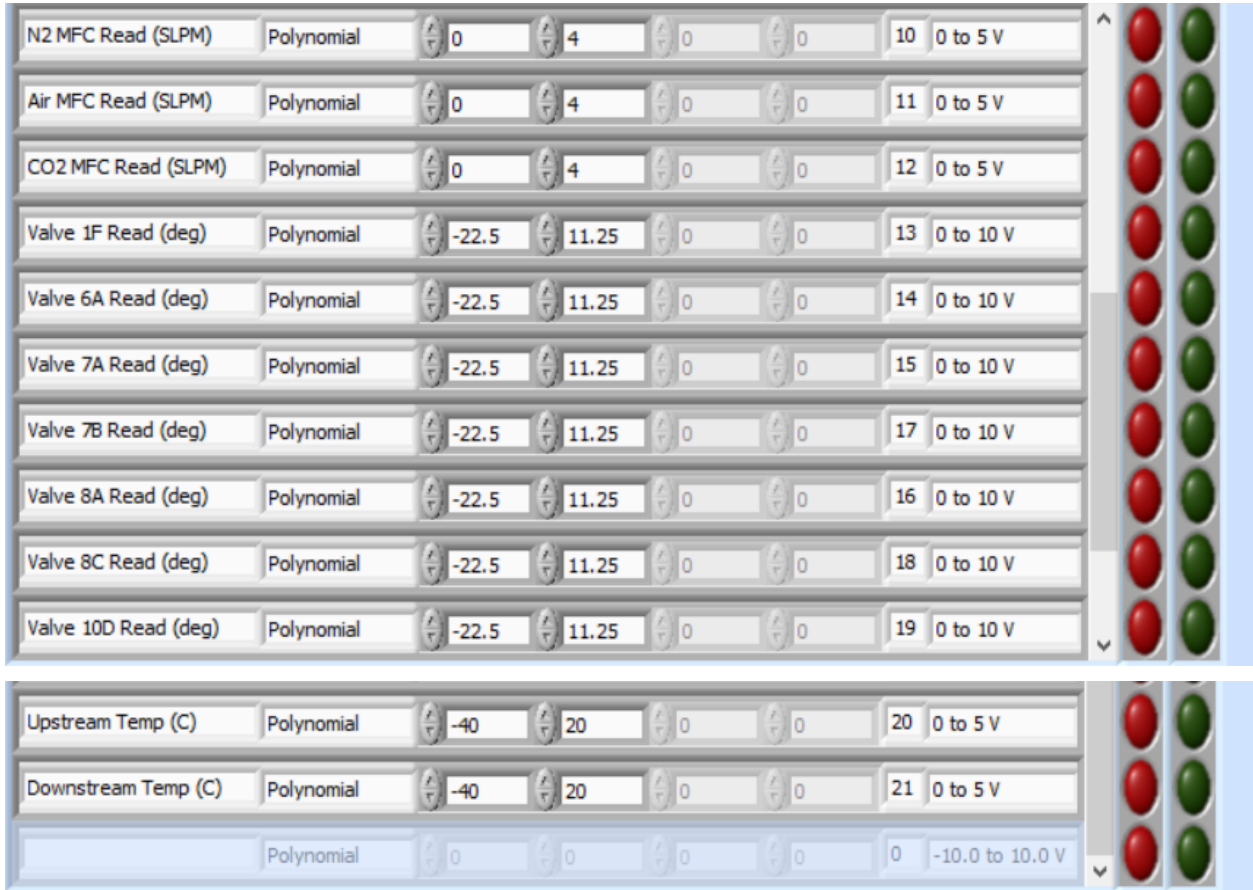 N2 MFC Read (SLPM) Polynomial 0 4 0 0 10 0 to 5 V
Air MFC Read (SLPM) Polynomial 0 4 0 0 11 0 to 5 V
CO2 MFC Read (SLPM) Polynomial 0 4 0 0 12 0 to 5 V
Valve 1F Read (deg) Polynomial -22.5 11.25 0 0 13 0 to 10 V
Valve 6A Read (deg) Polynomial -22.5 11.25 0 0 14 0 to 10 V
Valve 7A Read (deg) Polynomial -22.5 11.25 0 0 15 0 to 10 V
Valve 7B Read (deg) Polynomial -22.5 11.25 0 0 17 0 to 10 V
Valve 8A Read (deg) Polynomial -22.5 11.25 0 0 16 0 to 10 V
Valve 8C Read (deg) Polynomial -22.5 11.25 0 0 18 0 to 10 V
Valve 10D Read (deg) Polynomial -22.5 11.25 0 0 19 0 to 10 V
Upstream Temp (C) Polynomial -40 20 0 0 20 0 to 5 V
Downstream Temp (C) Polynomial -40 20 0 0 21 0 to 5 V
Polynomial 0 0 0 0 0 -10.0 to 10.0 V